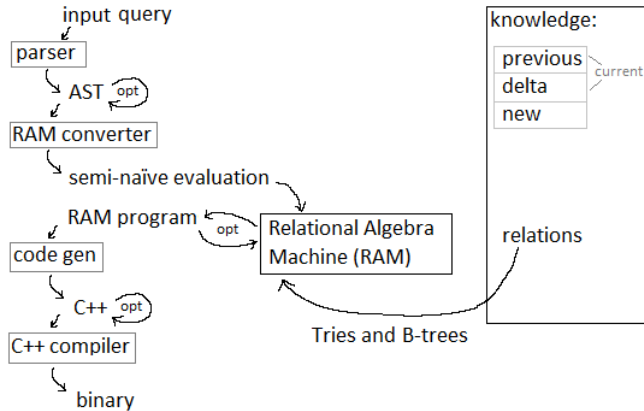 input query
parser
AST
opt
RAM converter
semi-naïve evaluation
RAM program
opt
Relational Algebra
Machine (RAM)
code gen
C++
opt
C++ compiler
binary
Tries and B-trees
knowledge:
previous
delta
current
new
relations